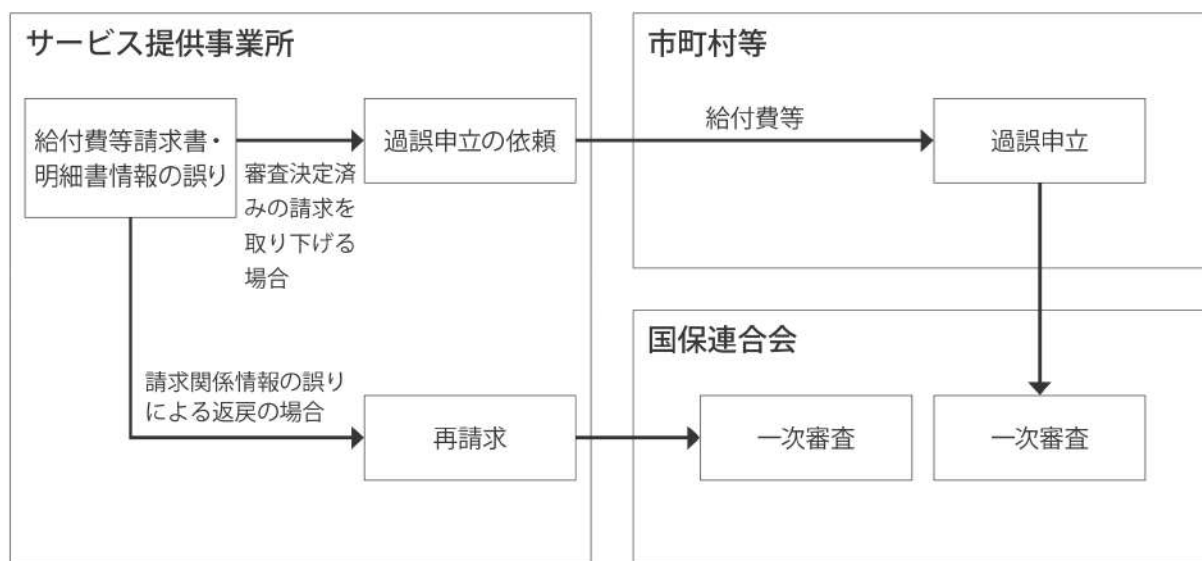 サービス提供事業所
給付費等請求書・
明細書情報の誤り
審査決定済
みの請求を
取り下げる
場合
過誤申立の依頼
請求関係情報の誤り
による返戻の場合
再請求
市町村等
給付費等
過誤申立
国保連合会
一次審査
一次審査